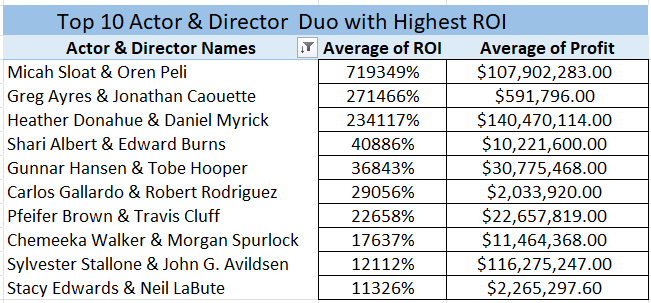 Top 10 Actor & Director Duo with Highest ROI
Actor & Director Names Average of ROI Average of Profit
Micah Sloat & Oren Peli 719349% $107,902,283.00
Greg Ayres & Jonathan Caouette 271466% $591,796.00
Heather Donahue & Daniel Myrick 234117% $140,470,114.00
Shari Albert & Edward Burns 40886% $10,221,600.00
Gunnar Hansen & Tobe Hooper 36843% $30,775,468.00
Carlos Gallardo & Robert Rodriguez 29056% $2,033,920.00
Pfeifer Brown & Travis Cluff 22658% $22,657,819.00
Chemeeka Walker & Morgan Spurlock 17637% $11,464,368.00
Sylvester Stallone & John G. Avildsen 12112% $116,275,247.00
Stacy Edwards & Neil LaBute 11326% $2,265,297.60